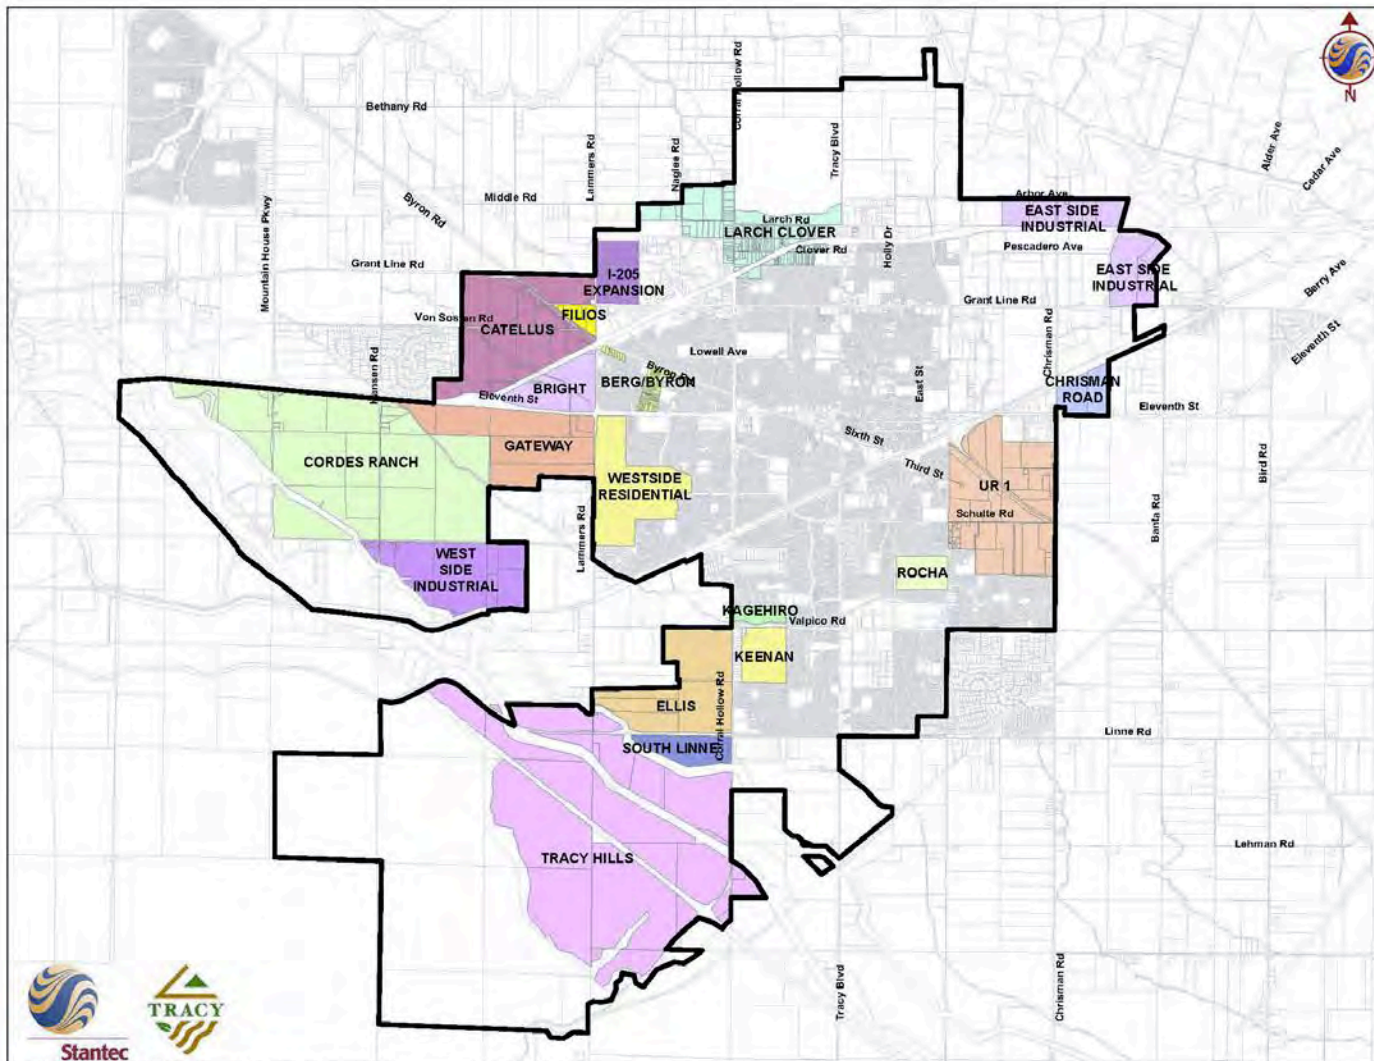 N
Corral Hollow Rd
Bethany Rd
Lammers Rd
Naglee Rd
Tracy Blvd
Alder Ave
Cedar Ave
Middle Rd
Mountain House Pkwy
Byron Rd
Arbor Ave
EAST SIDE
INDUSTRIAL
Larch Rd
LARCH CLOVER
Clover Rd
Holly Dr
Pescadero Ave
Grant Line Rd
I-205
EXPANSION
EAST SIDE
INDUSTRIAL
Berry Ave
Grant Line Rd
Von Sosten Rd
FILIOS
CATELLUS
Eleventh St
Hansen Rd
Lowell Ave
Byron Rd
Chrisman Rd
BRIGHT
BERG/BYRON
East St
CHRISMAN
ROAD
Eleventh St
Eleventh St
Sixth St
GATEWAY
CORDES RANCH
Third St
Bird Rd
WESTSIDE
RESIDENTIAL
UR 1
Schulte Rd
Banta Rd
Lammers Rd
WEST
SIDE
INDUSTRIAL
ROCHA
KAGEHIRO
Valpico Rd
KEENAN
Corral Hollow Rd
ELLIS
SOUTH LINNE
Linne Rd
TRACY HILLS
Lehman Rd
Tracy Blvd
Chrisman Rd
Stantec
TRACY